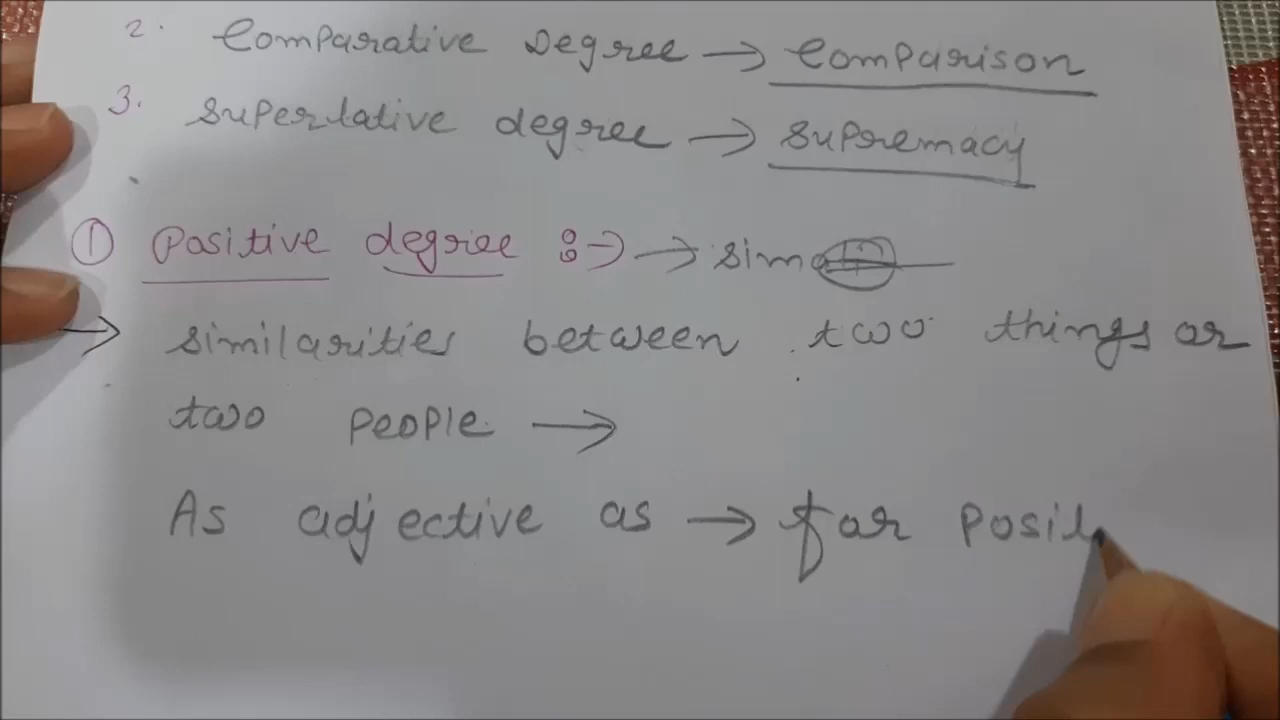 2. Comparative Degree → Comparison
3. Superlative degree → Supremacy
① Positive degree :-) → sim
→ similarities between two things or
two people →
As adjective as → for Posit